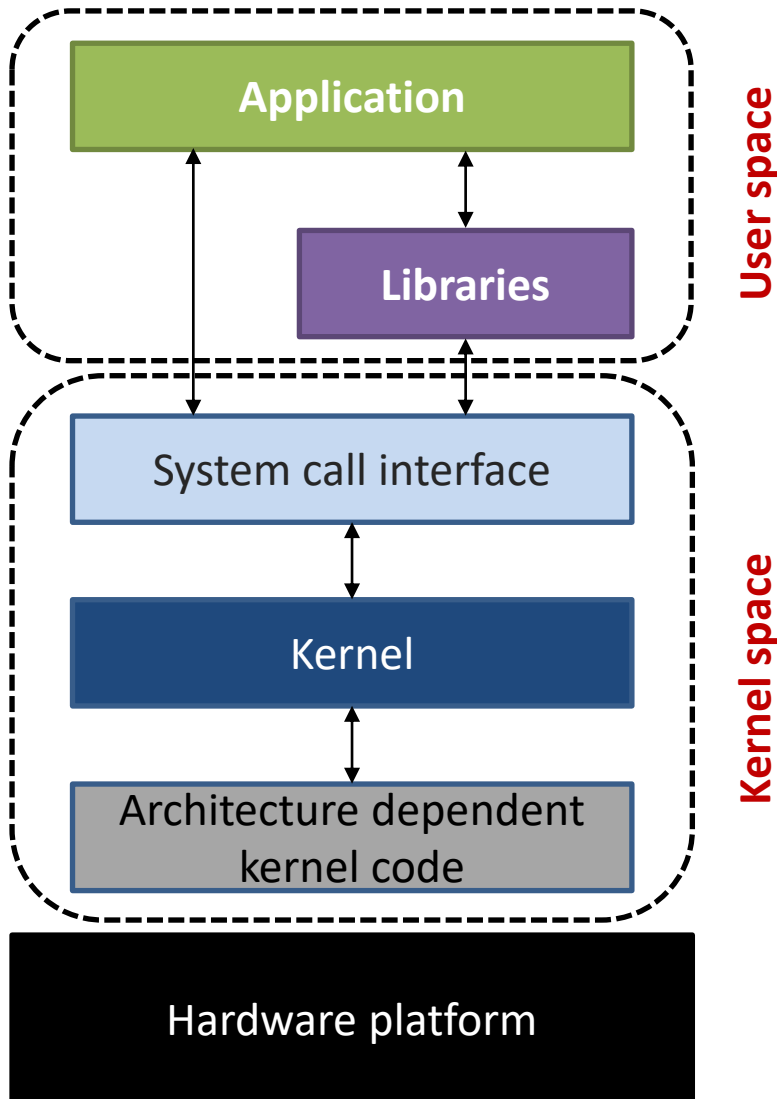 Application
User space
Libraries
System call interface
Kernel
Kernel space
Architecture dependent
kernel code
Hardware platform